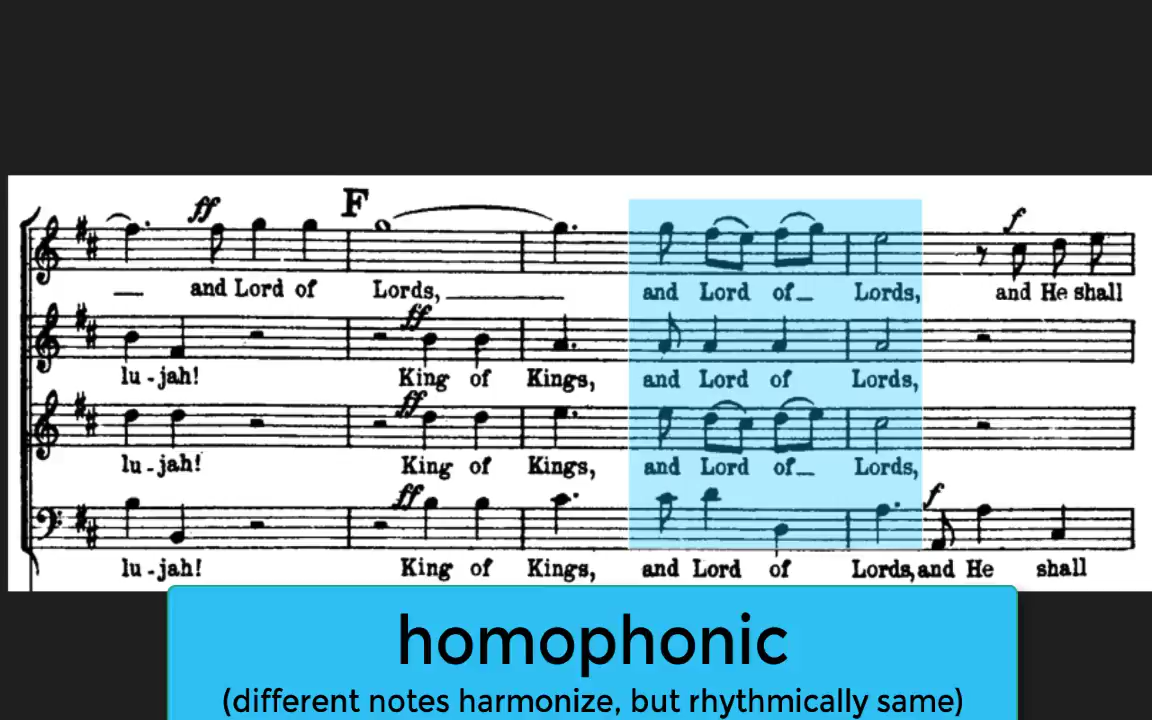 ff F
and Lord of Lords, and Lord of Lords, f and He shall
ff
lu - jah! King of Kings, and Lord of Lords,
ff
lu - jah! King of Kings, and Lord of Lords,
ff f
lu - jah! King of Kings, and Lord of Lords, and He shall
homophonic
(different notes harmonize, but rhythmically same)